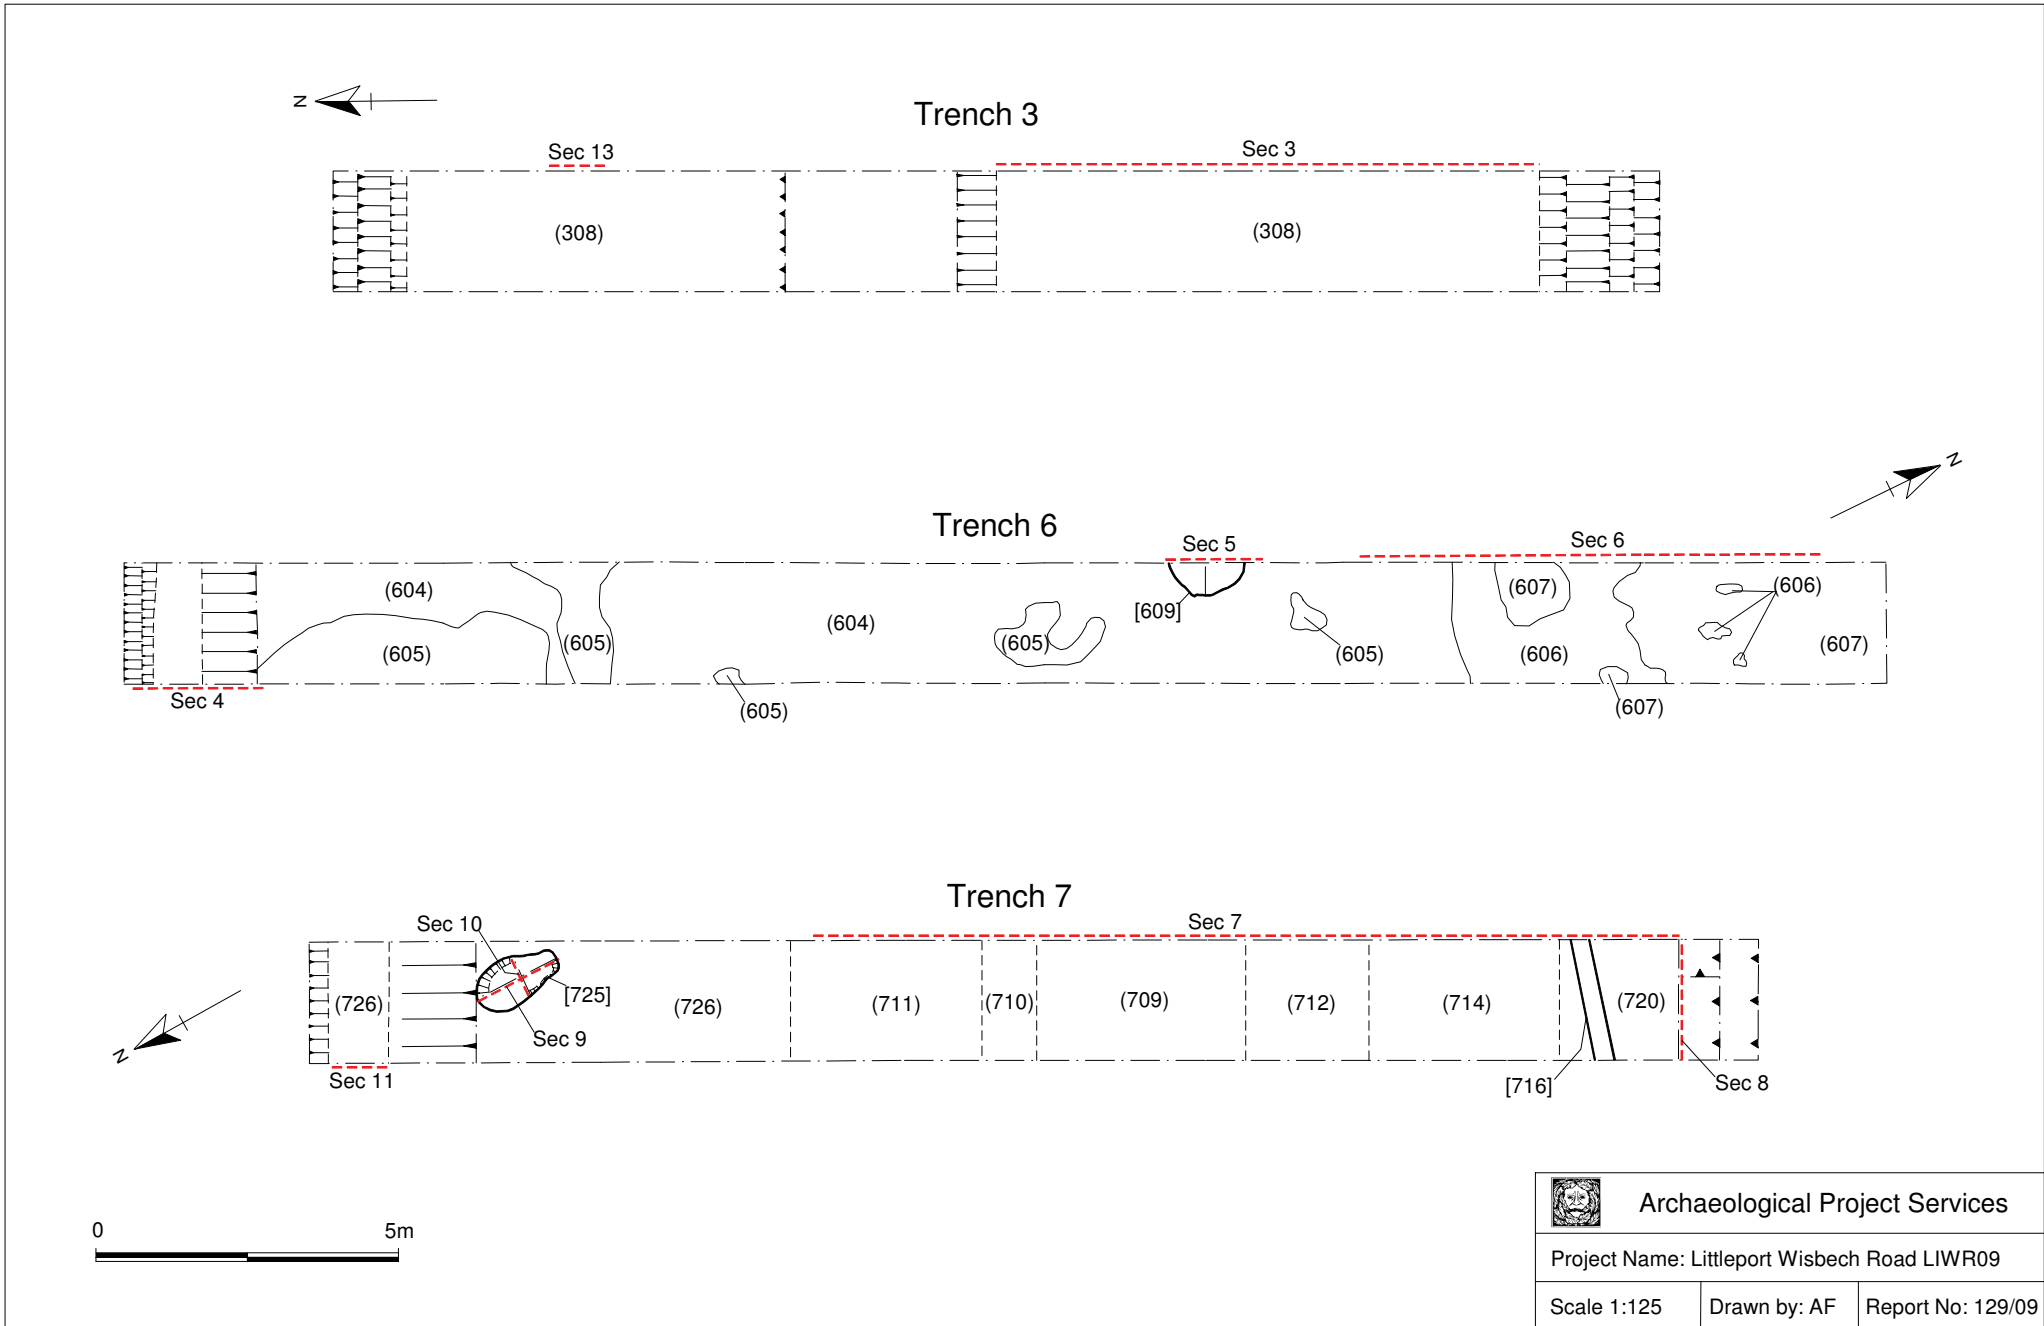 N
Trench 3
Sec 13
Sec 3
(308)
(308)
N
Trench 6
Sec 5
Sec 6
(604)
(605)
(605)
(604)
(605)
[609]
(605)
(607)
(606)
(606)
(607)
Sec 4
(605)
(607)
Trench 7
Sec 10
Sec 7
N
(726)
[725]
(726)
(711)
(710)
(709)
(712)
(714)
(720)
Sec 9
Sec 11
[716]
Sec 8
0 5m
Archaeological Project Services
Project Name: Littleport Wisbech Road LIWR09
Scale 1:125
Drawn by: AF
Report No: 129/09